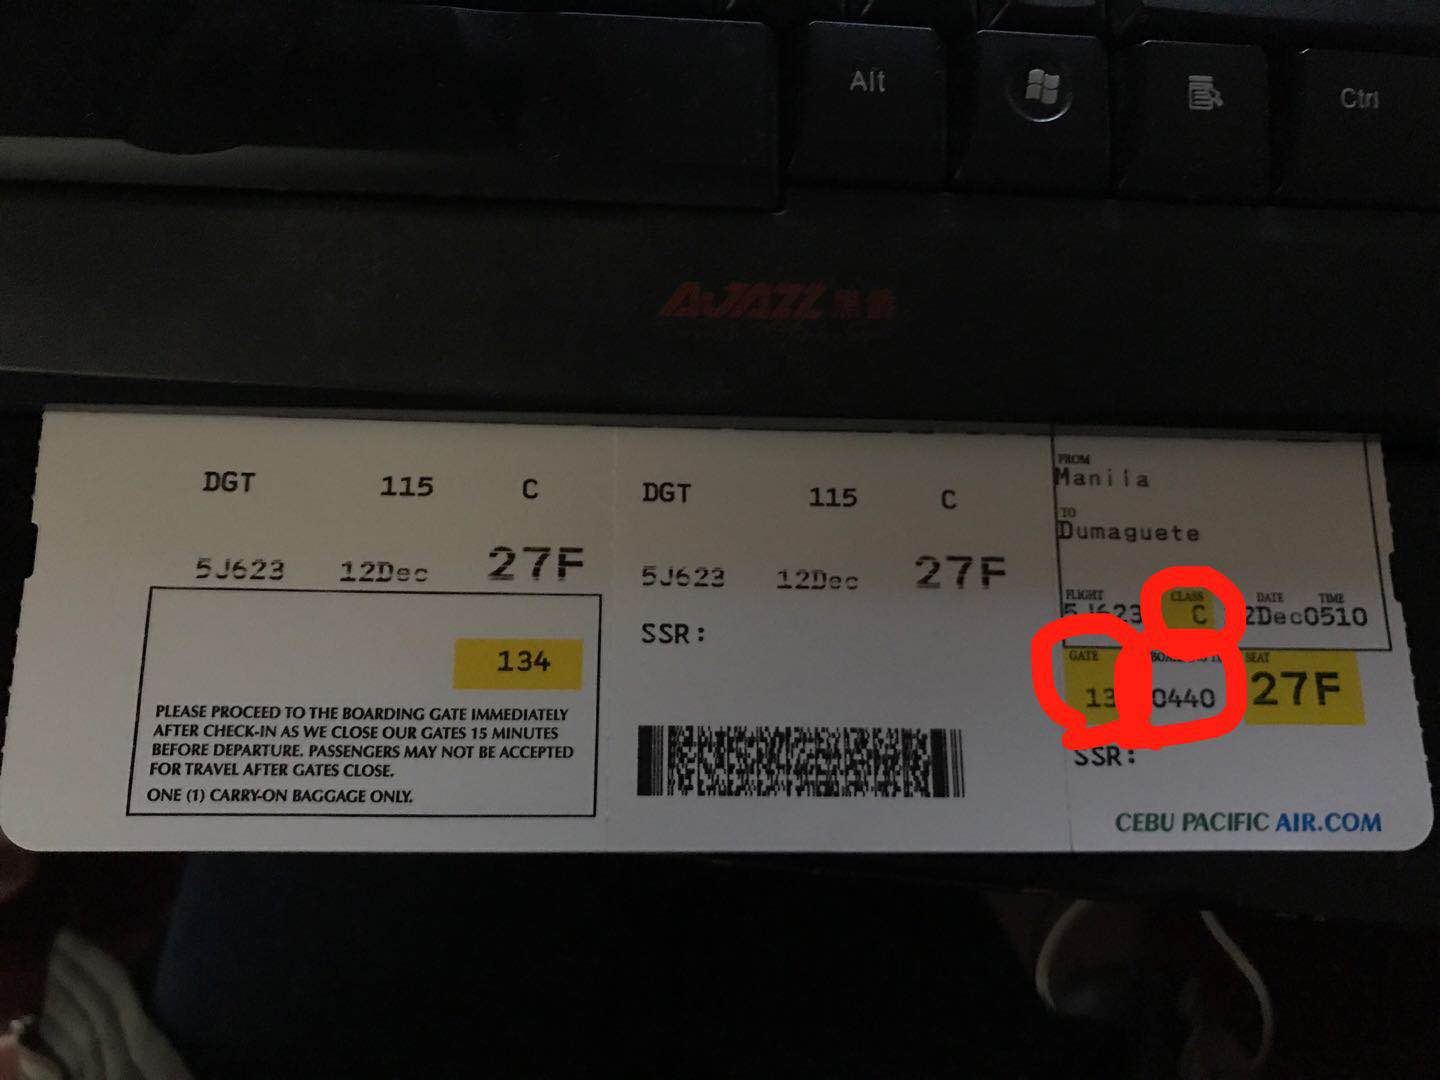 Alt
Ctrl
AJAZZ
DGT 115 C
5J623 12Dec 27F
134
PLEASE PROCEED TO THE BOARDING GATE IMMEDIATELY
AFTER CHECK-IN AS WE CLOSE OUR GATES 15 MINUTES
BEFORE DEPARTURE. PASSENGERS MAY NOT BE ACCEPTED
FOR TRAVEL AFTER GATES CLOSE.
ONE (1) CARRY-ON BAGGAGE ONLY.
DGT 115 C
5J623 12Dec 27F
SSR:
FROM
Manila
TO
Dumaguete
FLIGHT CLASS DATE TIME
5J623 C 2Dec0510
GATE SEAT
13 0440 27F
SSR:
CEBU PACIFIC AIR.COM